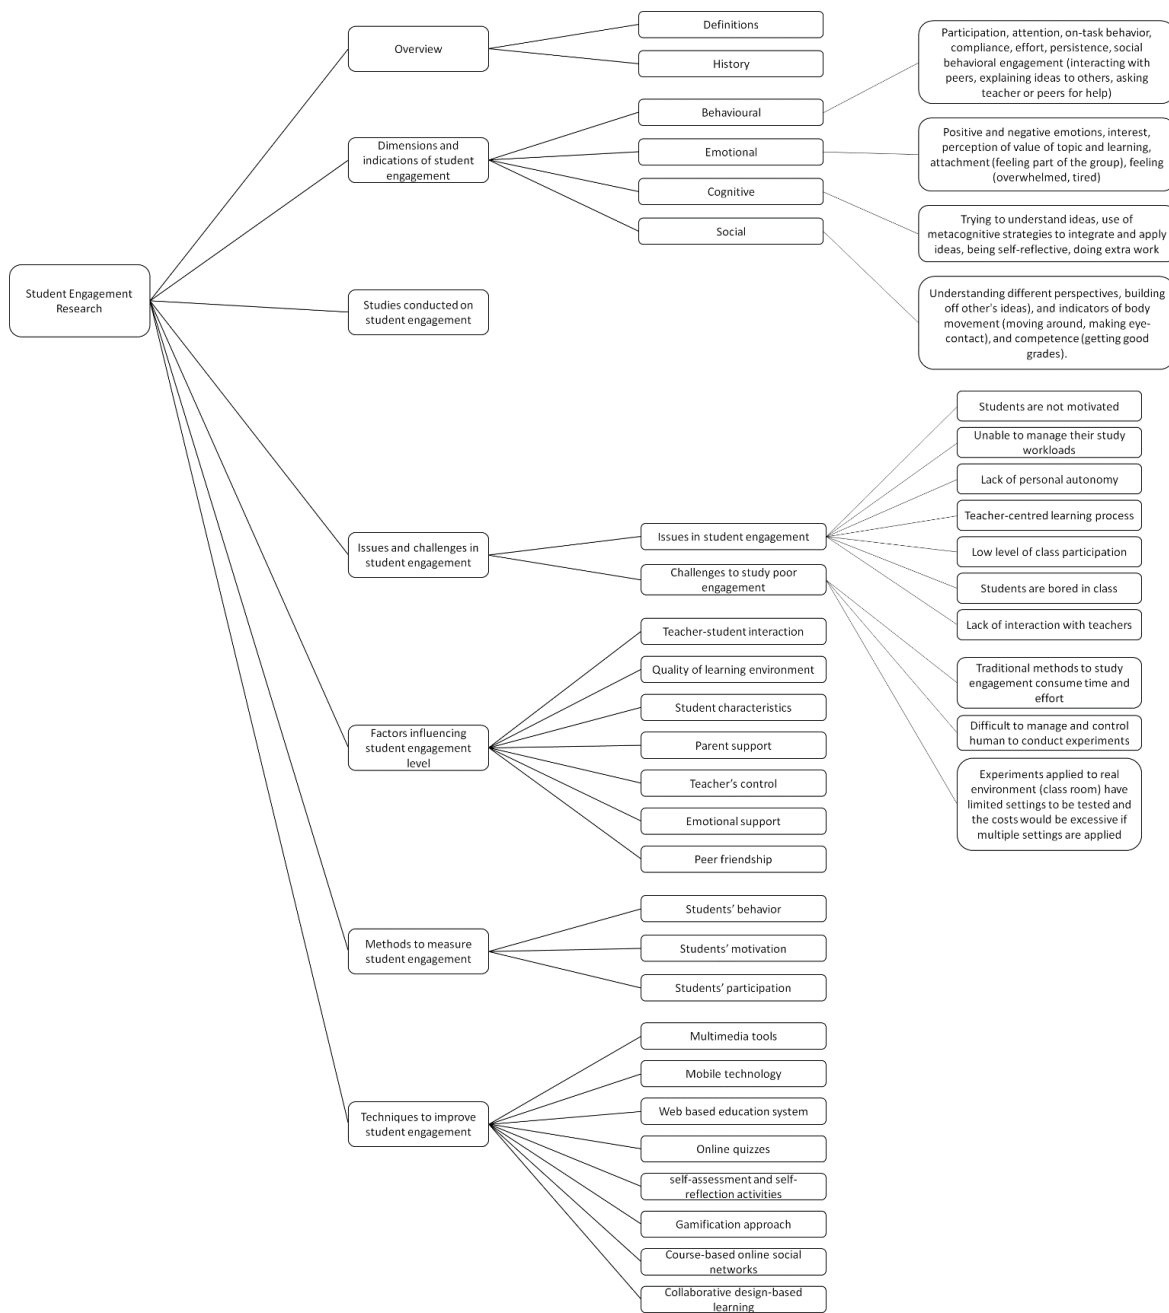 Student Engagement
Research
Overview
Definitions
History
Dimensions and
indications of student
engagement
Behavioural
Participation, attention, on-task behavior,
compliance, effort, persistence, social
behavioral engagement (interacting with
peers, explaining ideas to others, asking
teacher or peers for help)
Emotional
Positive and negative emotions, interest,
perception of value of topic and learning,
attachment (feeling part of the group), feeling
(overwhelmed, tired)
Cognitive
Trying to understand ideas, use of
metacognitive strategies to integrate and apply
ideas, being self-reflective, doing extra work
Social
Understanding different perspectives, building
off other's ideas), and indicators of body
movement (moving around, making eye-
contact), and competence (getting good
grades).
Studies conducted on
student engagement
Issues and challenges in
student engagement
Issues in student engagement
Students are not motivated
Unable to manage their study
workloads
Lack of personal autonomy
Teacher-centred learning process
Low level of class participation
Students are bored in class
Lack of interaction with teachers
Challenges to study poor
engagement
Traditional methods to study
engagement consume time and
effort
Difficult to manage and control
human to conduct experiments
Experiments applied to real
environment (class room) have
limited settings to be tested and
the costs would be excessive if
multiple settings are applied
Factors influencing
student engagement
level
Teacher-student interaction
Quality of learning environment
Student characteristics
Parent support
Teacher’s control
Emotional support
Peer friendship
Methods to measure
student engagement
Students’ behavior
Students’ motivation
Students’ participation
Techniques to improve
student engagement
Multimedia tools
Mobile technology
Web based education system
Online quizzes
self-assessment and self-
reflection activities
Gamification approach
Course-based online social
networks
Collaborative design-based
learning